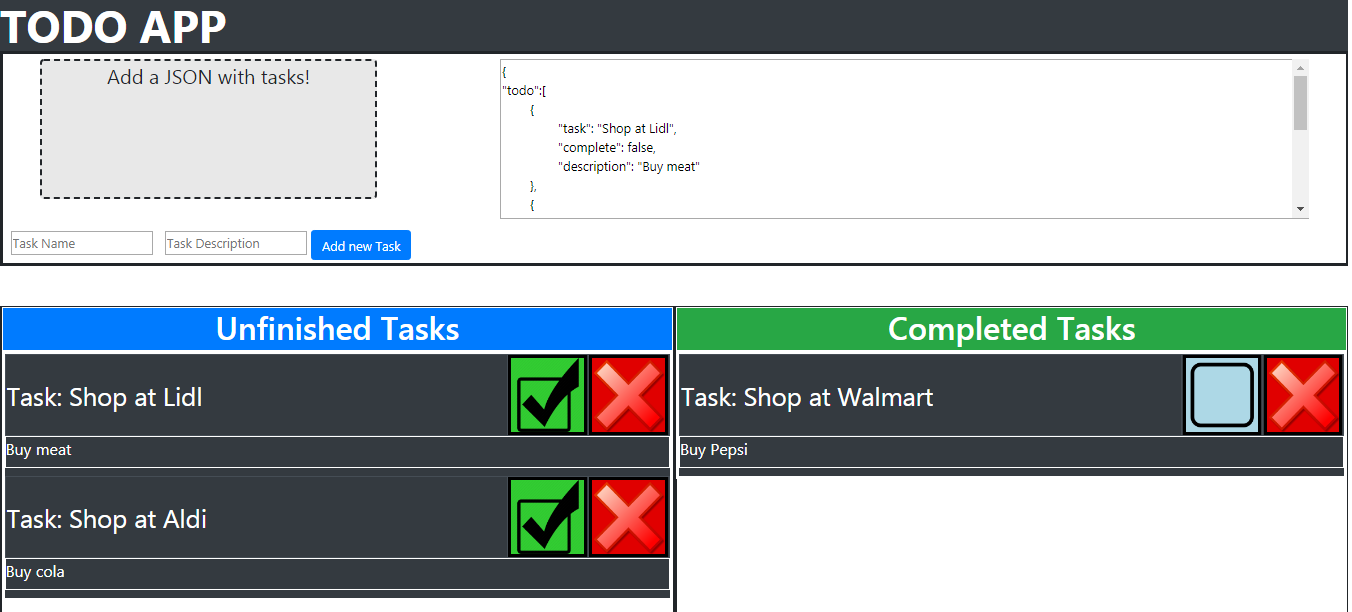 TODO APP
Add a JSON with tasks!
{
"todo":[
{
"task": "Shop at Lidl",
"complete": false,
"description": "Buy meat"
},
{
Task Name
Task Description
Add new Task
Unfinished Tasks
Completed Tasks
Task: Shop at Lidl
Buy meat
Task: Shop at Aldi
Buy cola
Task: Shop at Walmart
Buy Pepsi